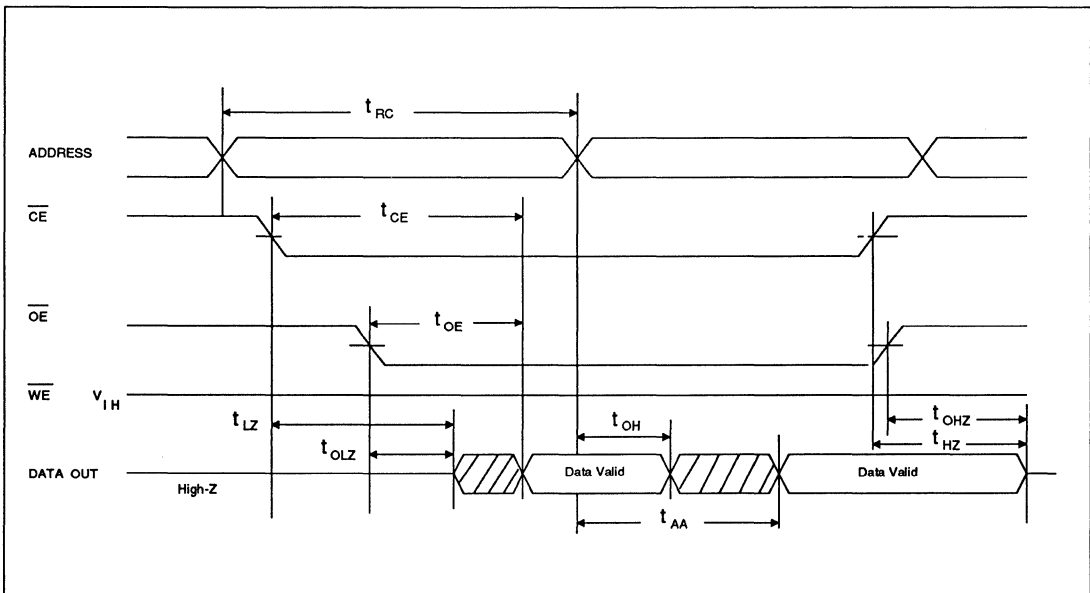 t RC
ADDRESS
CE
t CE
OE
t OE
WE V I H
t LZ
t OH
t OHZ
t OLZ
t HZ
DATA OUT
Data Valid
Data Valid
High-Z
t AA